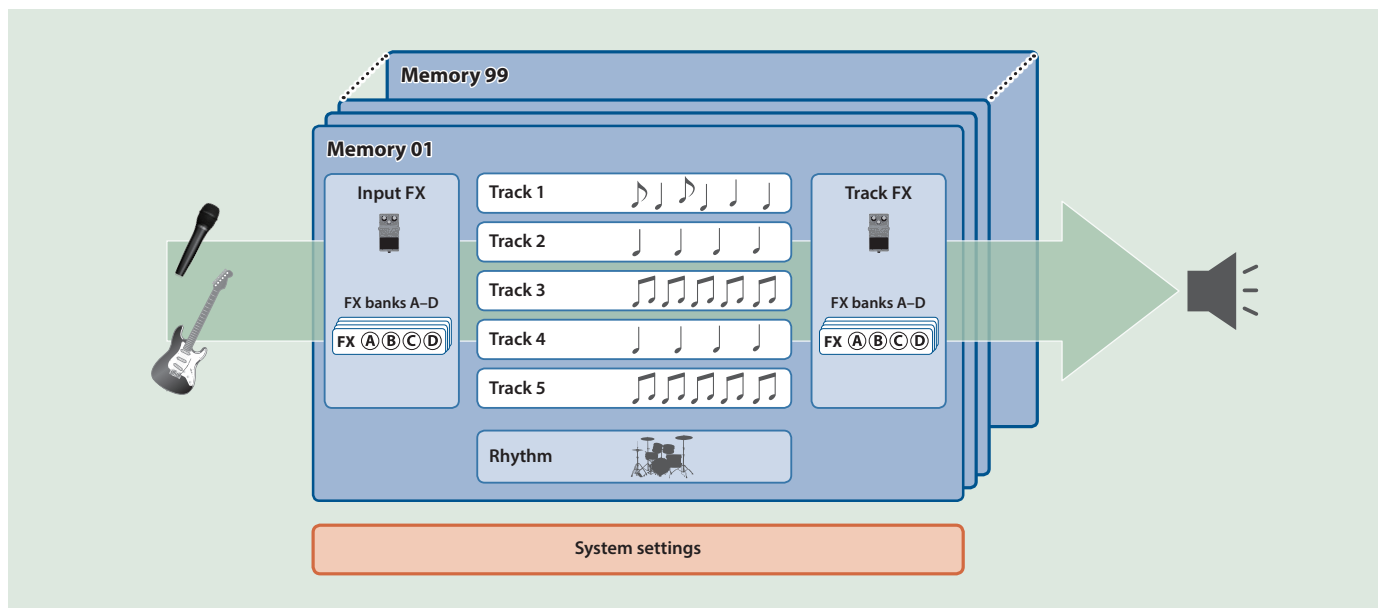 Memory 99
Memory 01
Input FX
FX banks A–D
FX A B C D
Track 1
Track 2
Track 3
Track 4
Track 5
Rhythm
Track FX
FX banks A–D
FX A B C D
System settings